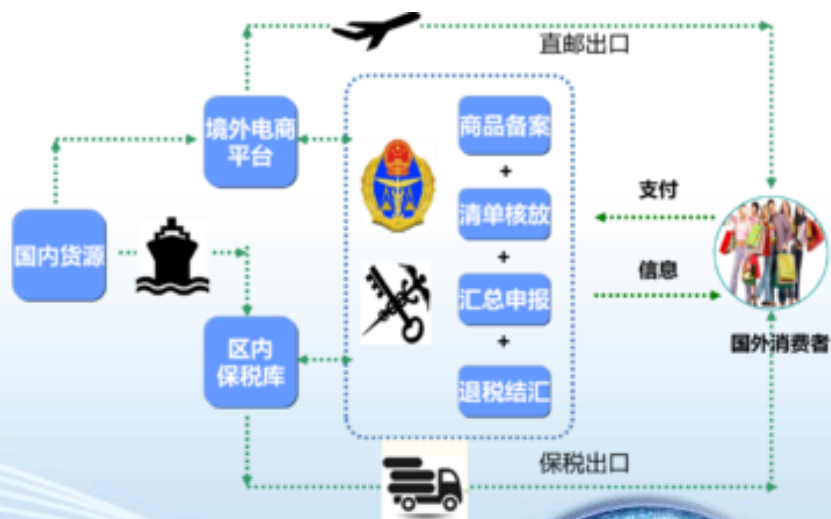 直邮出口
境外电商
平台
商品备案
+
清单核放
+
汇总申报
+
退税结汇
支付
信息
国内货源
区内
保税库
国外消费者
保税出口